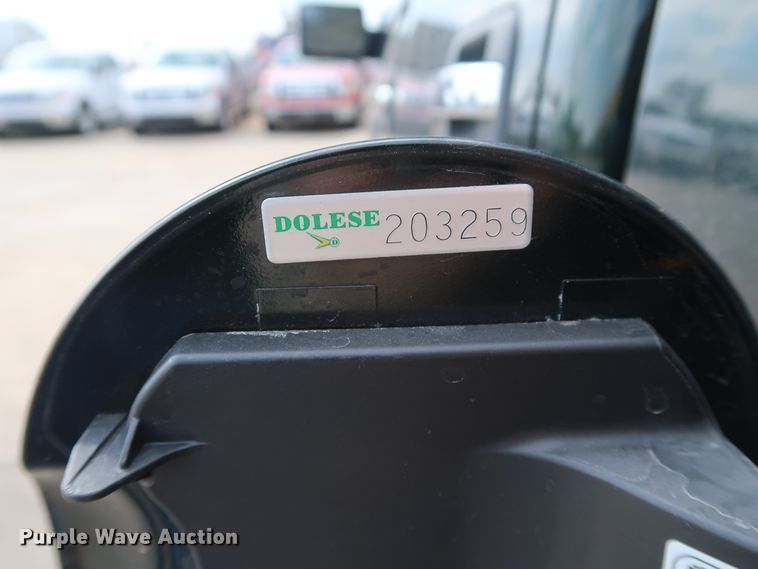 DOLESE 203259
D
Purple Wave Auction